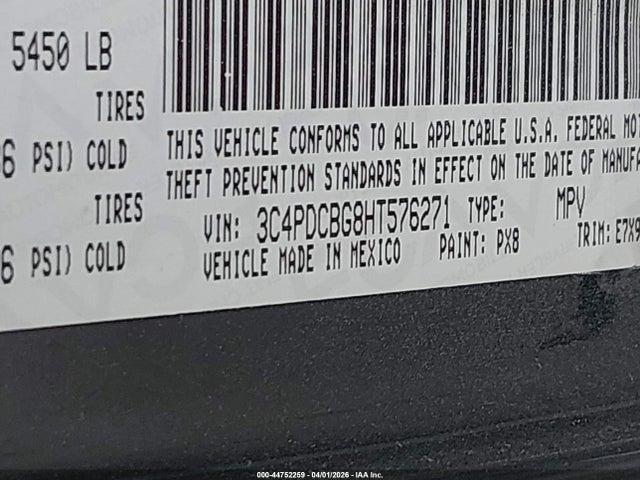 5450 LB
TIRES
6 PSI) COLD
TIRES
6 PSI) COLD
THIS VEHICLE CONFORMS TO ALL APPLICABLE U.S.A. FEDERAL MOT
THEFT PREVENTION STANDARDS IN EFFECT ON THE DATE OF MANUFA
VIN: 3C4PDCBG8HT576271 TYPE: MPV
VEHICLE MADE IN MEXICO PAINT: PX8 TRIM: E7X9
000-44752259 - 04/01/2026 - IAA Inc.